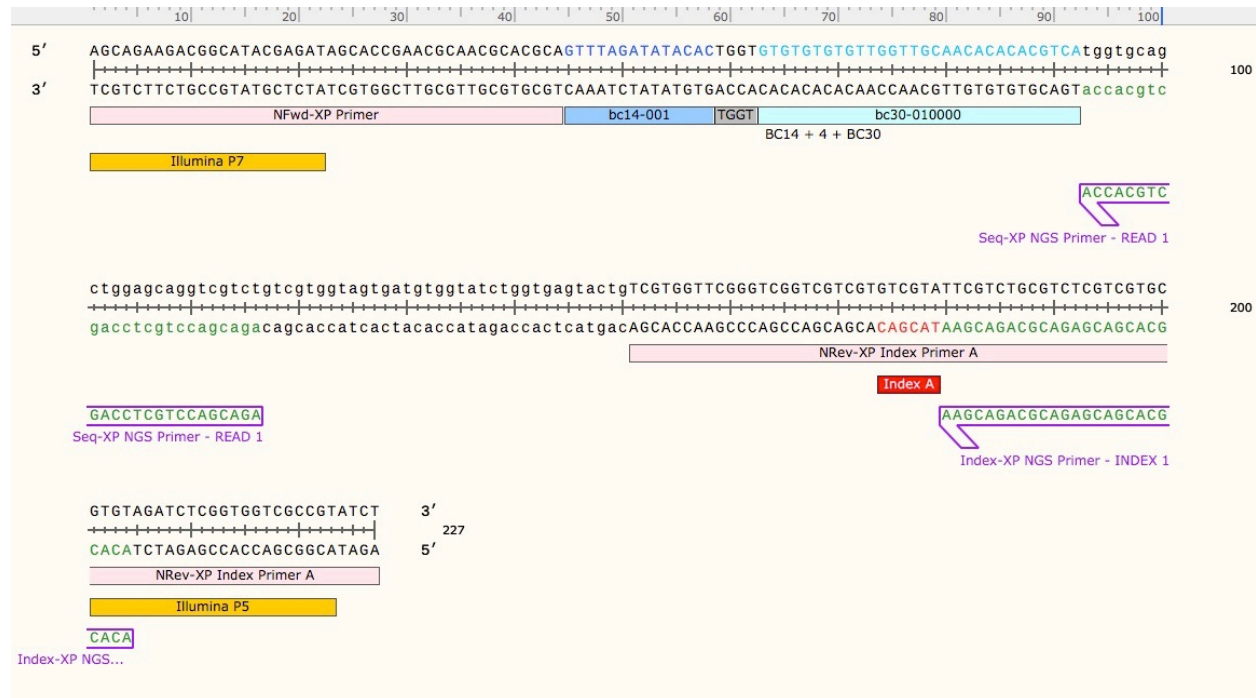 10 20 30 40 50 60 70 80 90 100
5′ AGCAGAAGACGGCATACGAGATAGCACCGAACGCAACGCACGCAGTTTAGATATACACTGGTGTGTGTGTGTTGGTTGCAACACACACGTCAtggtgcag
100
3′ TCGTCTTCTGCCGTATGCTCTATCGTGGCTTGCGTTGCGTGCGTCAAATCTATATGTGACCACACACACACAACCAACGTTGTGTGTGCAGTaccacgtc
NFwd-XP Primer bc14-001 TGGT bc30-010000
BC14 + 4 + BC30
Illumina P7
ACCACGTC
Seq-XP NGS Primer - READ 1
ctggagcaggtcgtctgtcgtggtagtgatgtggtatctggtgagtactgTCGTGGTTCGGGTCGGTCGTCGTGTCGTATTCGTCTGCGTCTCGTCGTGC
200
gacctcgtccagcagacagcaccatcactacaccatagaccactcatgacAGCACCAAGCCCAGCCAGCAGCACAGCATAAGCAGACGCAGAGCAGCACG
NRev-XP Index Primer A
Index A
GACCTCGTCCAGCAGA AAGCAGACGCAGAGCAGCACG
Seq-XP NGS Primer - READ 1
Index-XP NGS Primer - INDEX 1
GTGTAGATCTCGGTGGTCGCCGTATCT 3′
227
CACATCTAGAGCCACCAGCGGCATAGA 5′
NRev-XP Index Primer A
Illumina P5
CACA
Index-XP NGS...